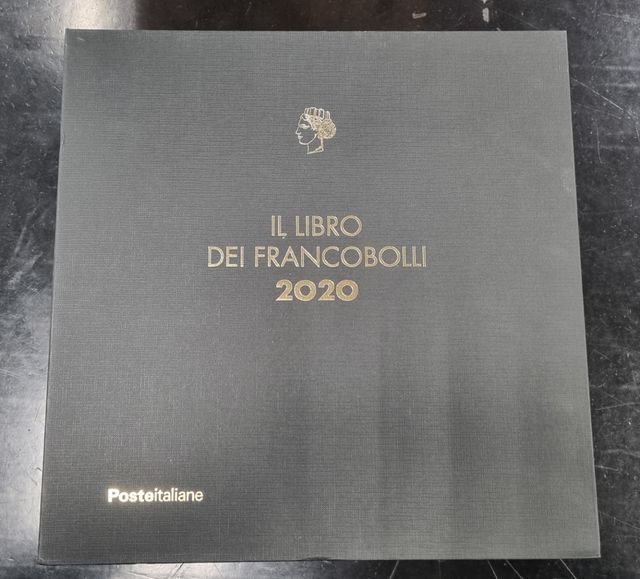 IL LIBRO
DEI FRANCOBOLLI
2020
Posteitaliane